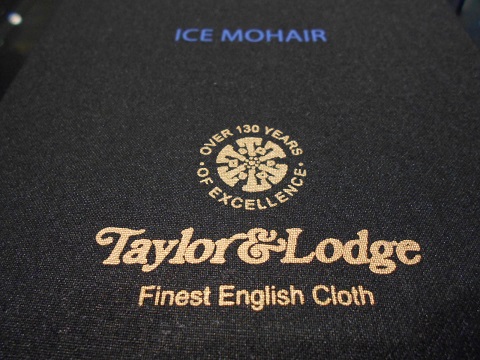 ICE MOHAIR
· OVER 130 YEARS ·
OF EXCELLENCE
Taylor & Lodge
Finest English Cloth